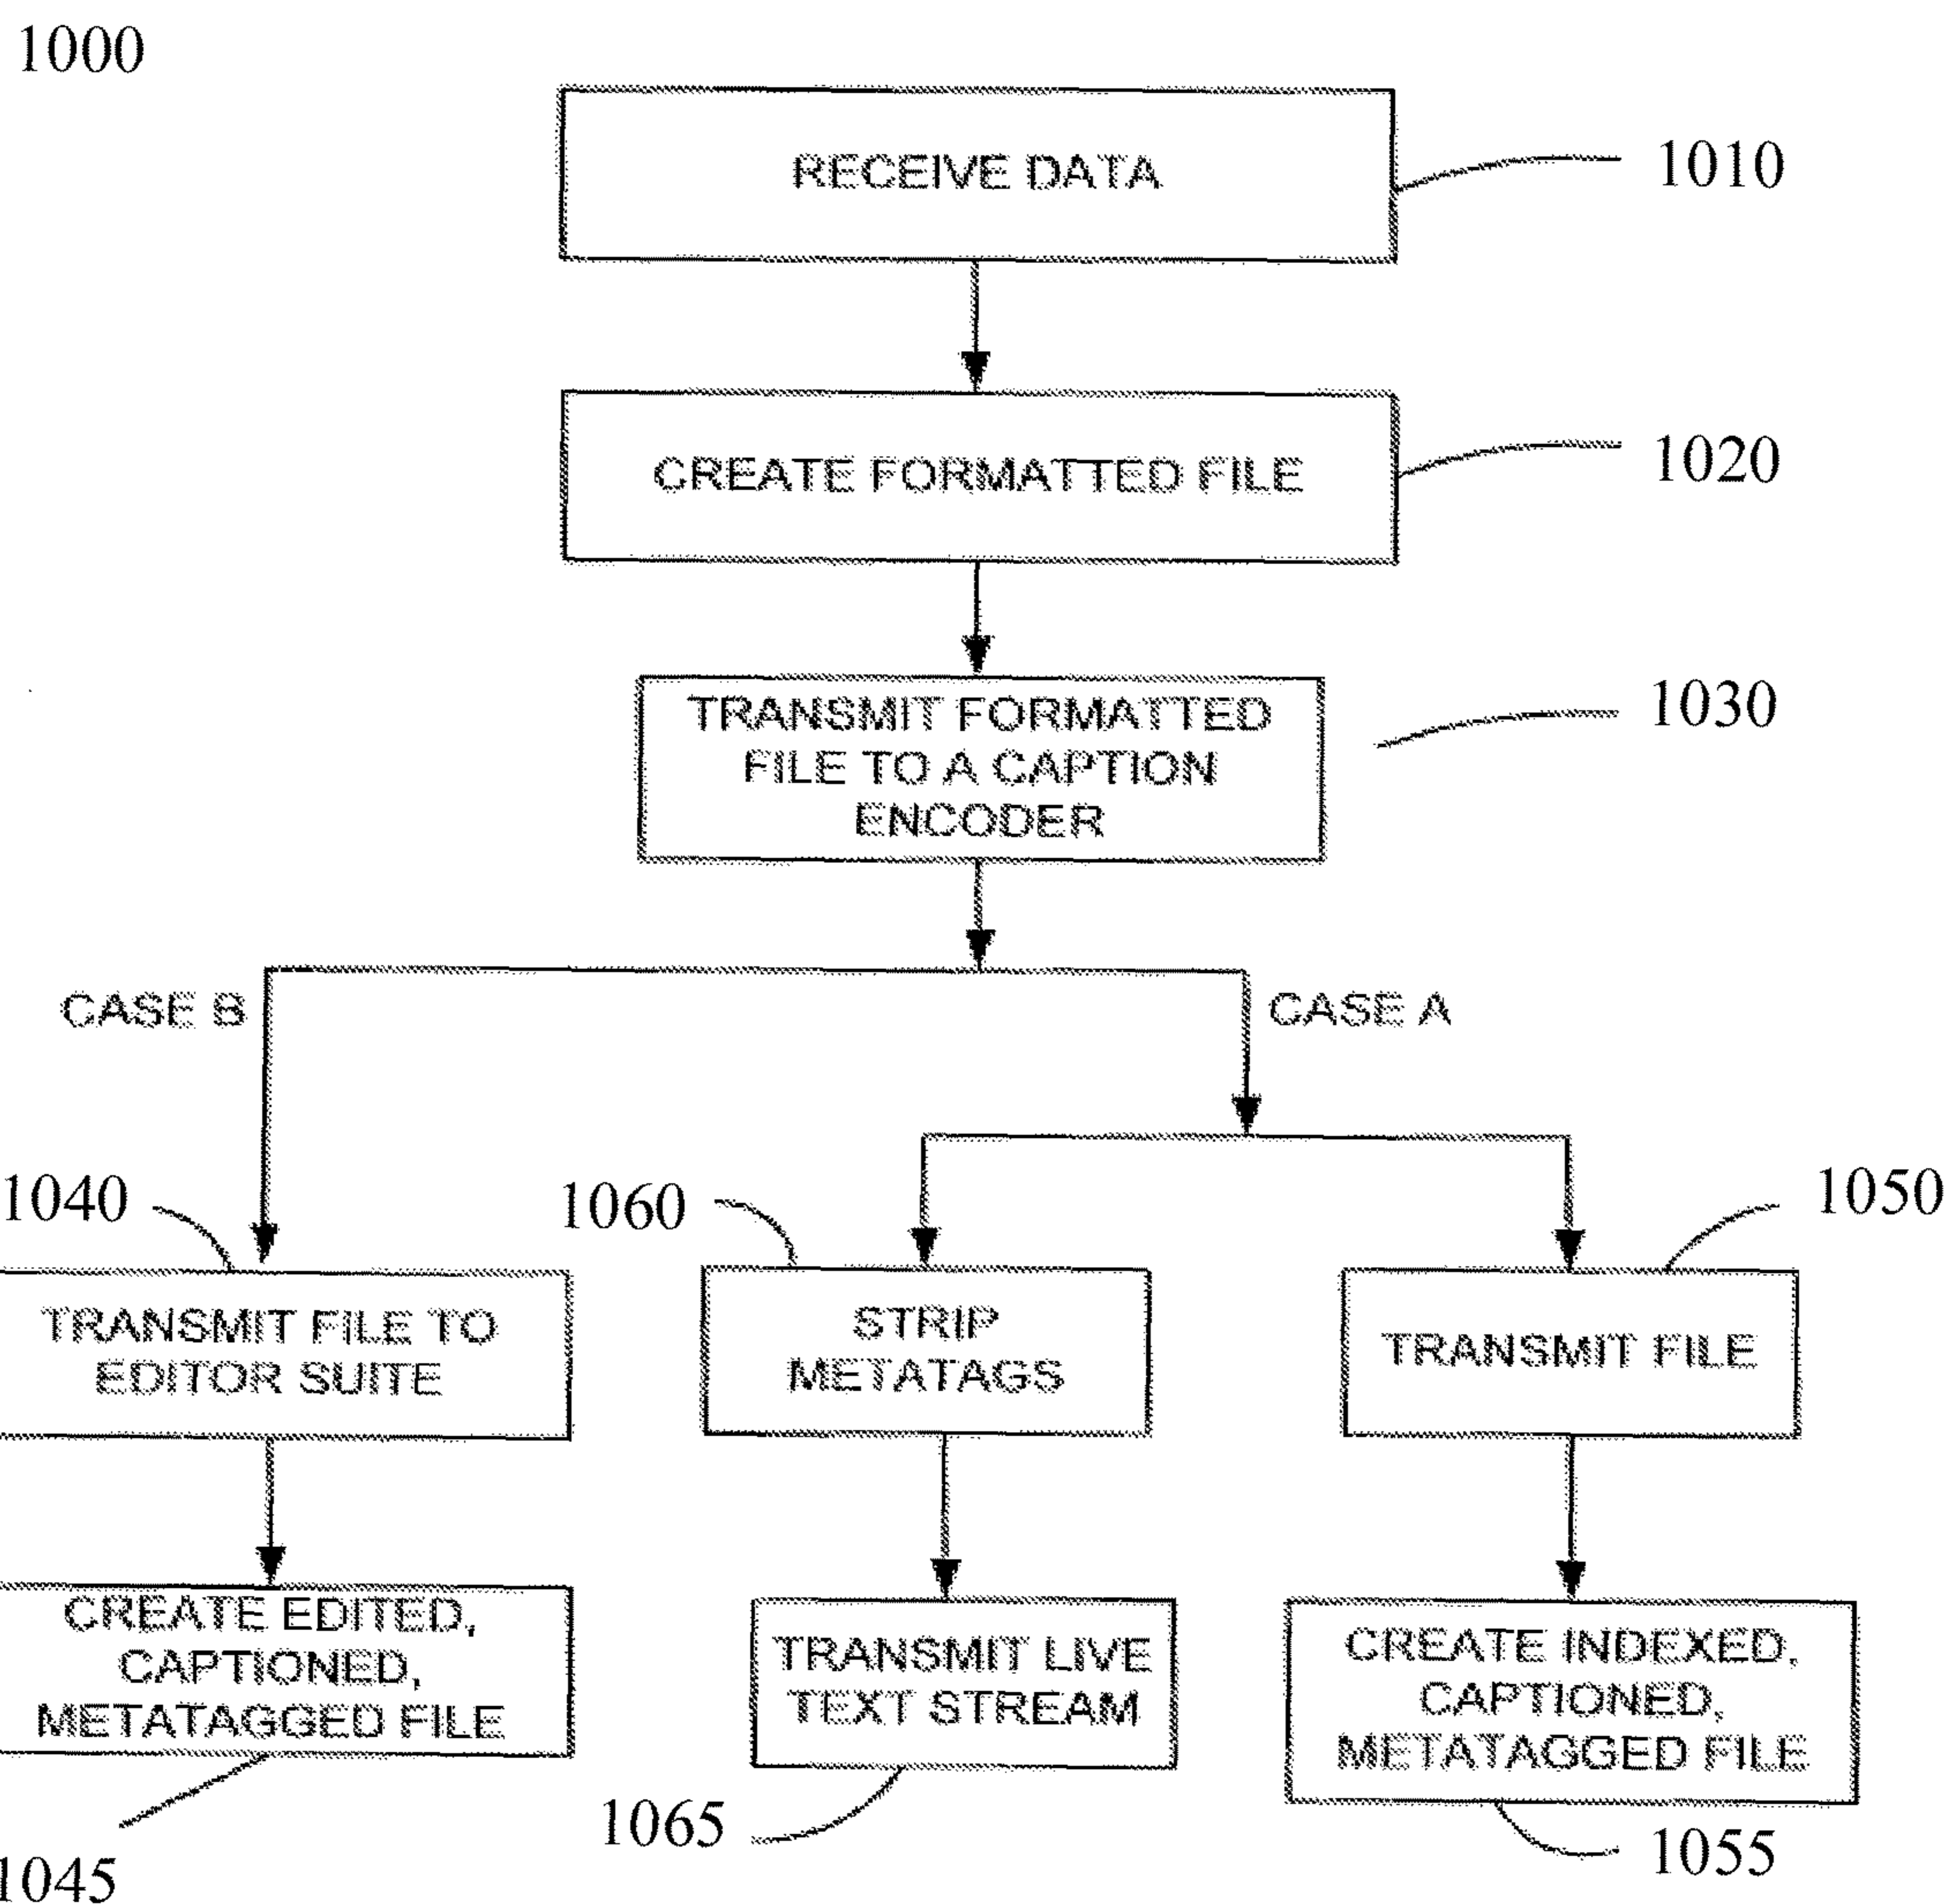 1000
RECEIVE DATA
1010
CREATE FORMATTED FILE
1020
TRANSMIT FORMATTED
FILE TO A CAPTION
ENCODER
1030
CASE B
CASE A
1040
1060
1050
TRANSMIT FILE TO
EDITOR SUITE
STRIP
METATAGS
TRANSMIT FILE
CREATE EDITED,
CAPTIONED,
METATAGGED FILE
TRANSMIT LIVE
TEXT STREAM
CREATE INDEXED,
CAPTIONED,
METATAGGED FILE
1045
1065
1055